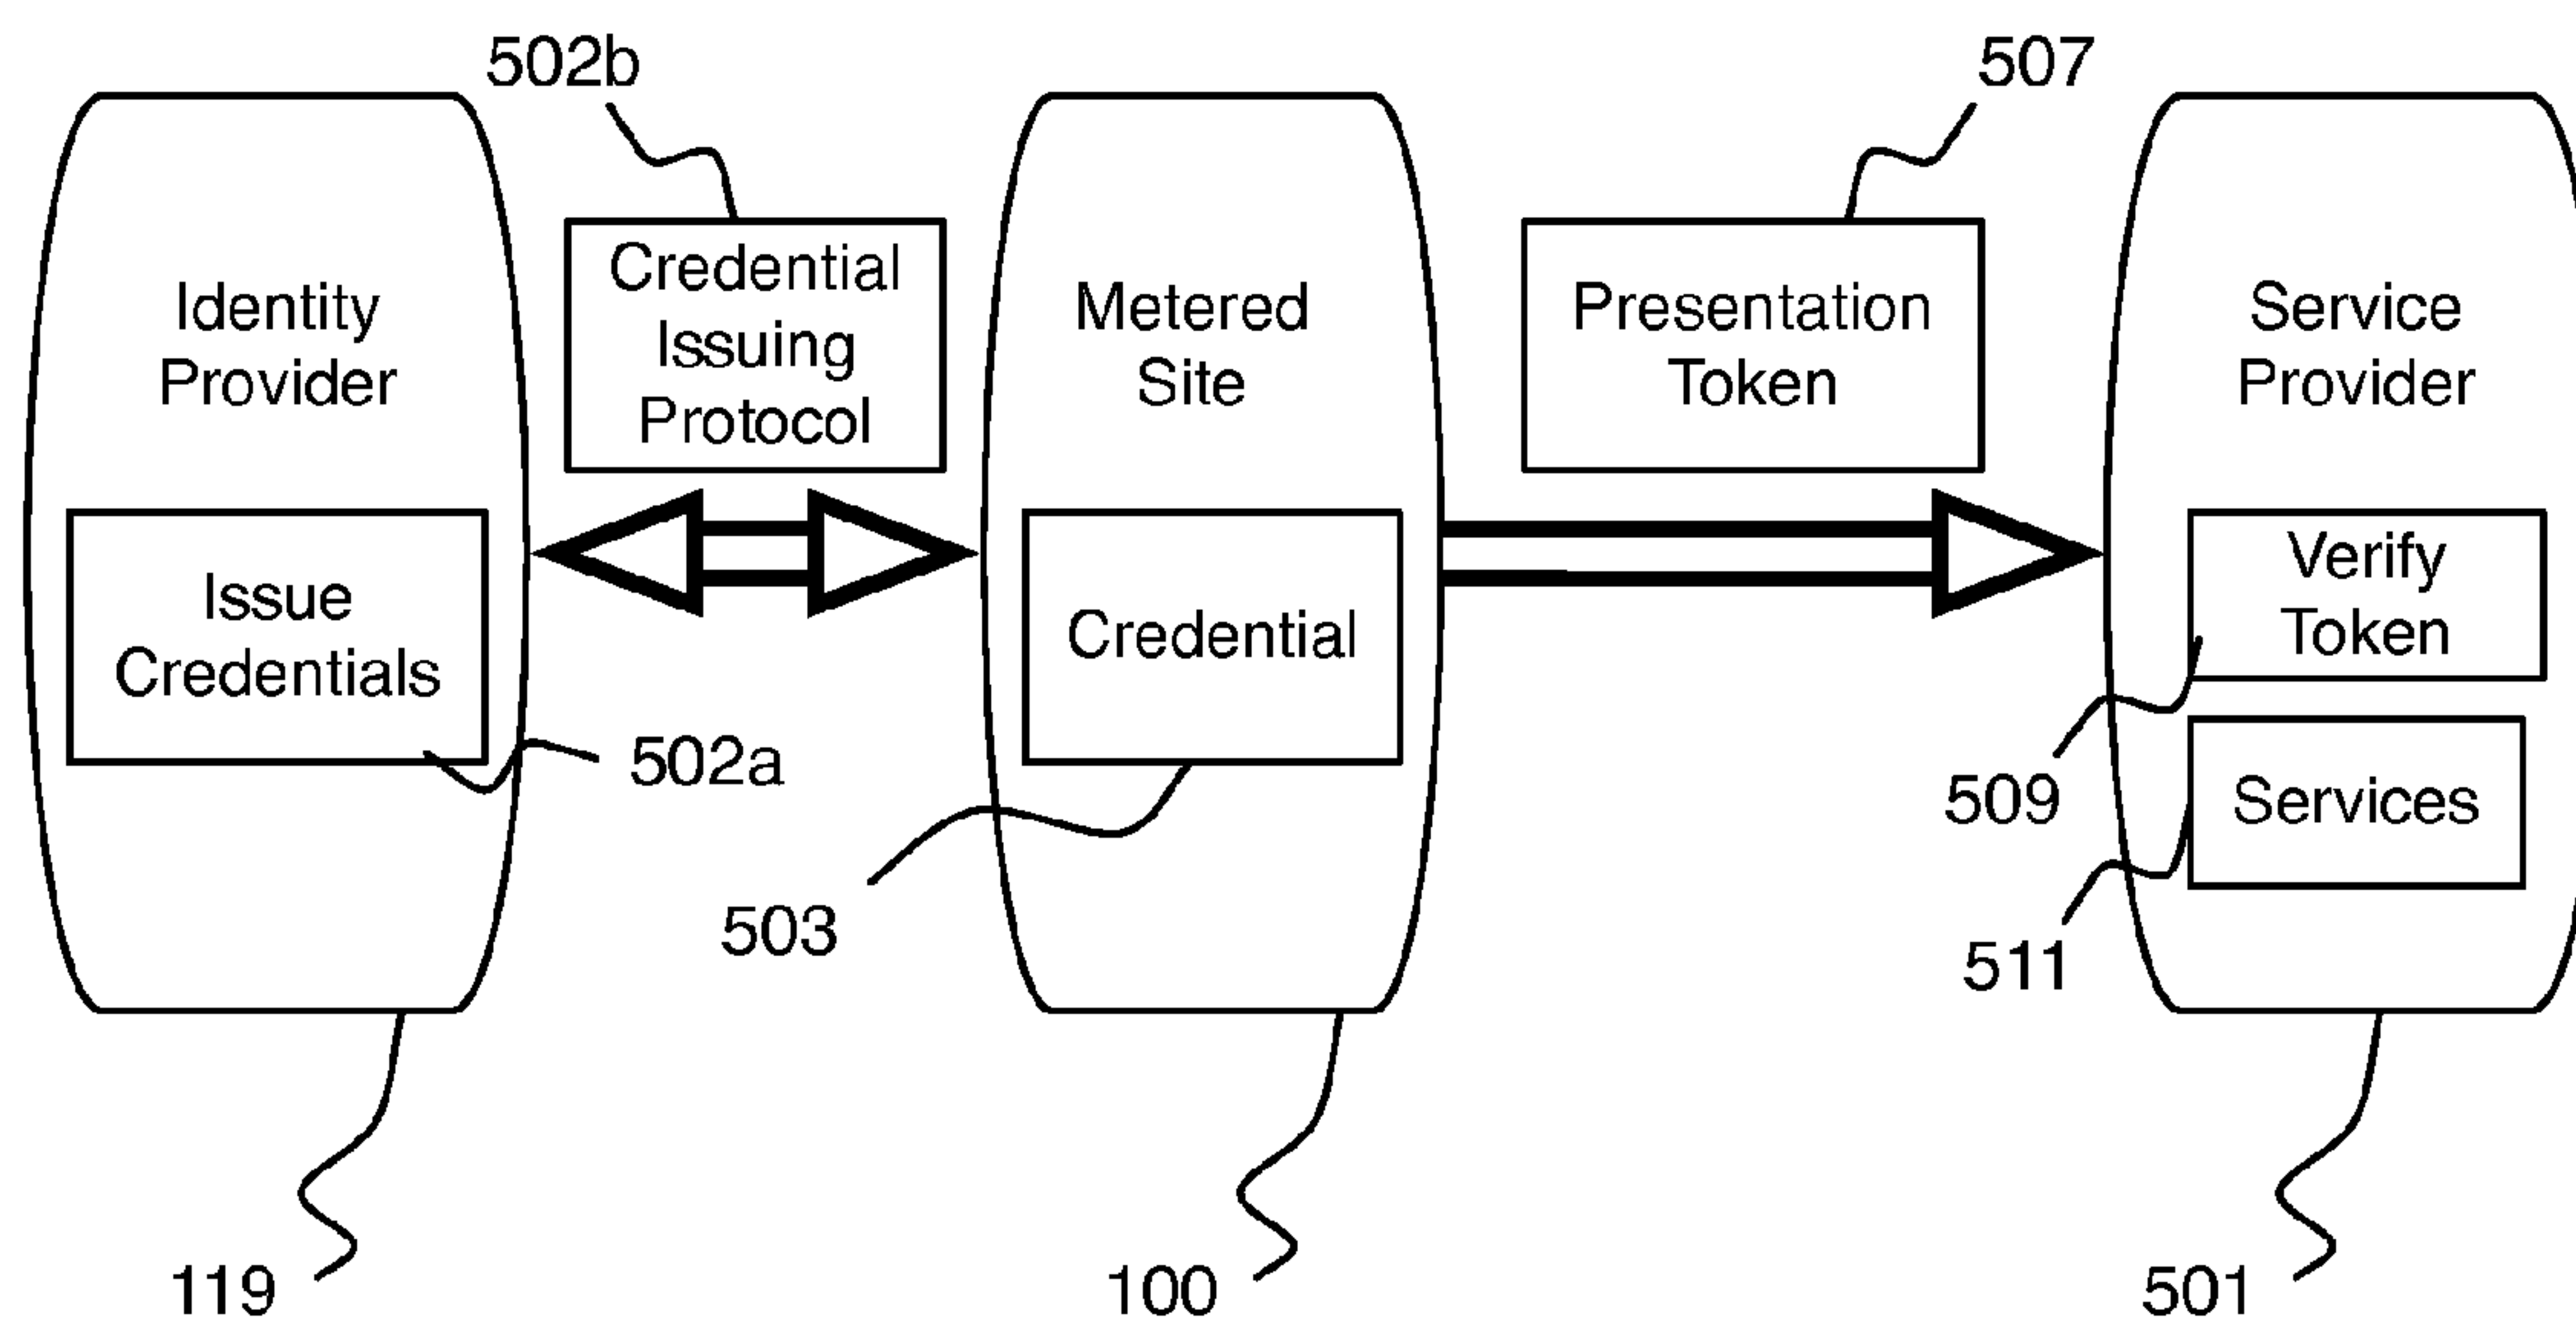 502b
507
Identity
Provider
Credential
Issuing
Protocol
Metered
Site
Presentation
Token
Service
Provider
Issue
Credentials
Credential
Verify
Token
Services
502a
503
509
511
119
100
501